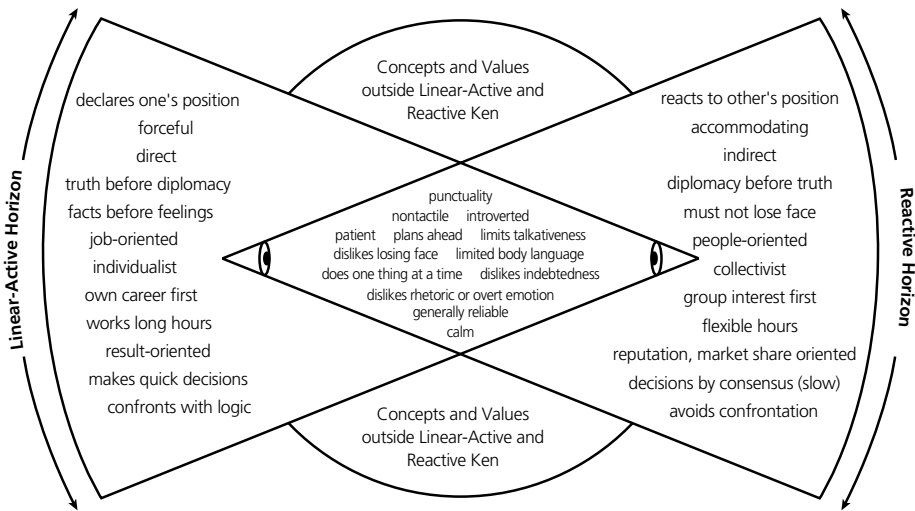 Concepts and Values
outside Linear-Active and
Reactive Ken
Linear-Active Horizon
declares one's position
forceful
direct
truth before diplomacy
facts before feelings
job-oriented
individualist
own career first
works long hours
result-oriented
makes quick decisions
confronts with logic
punctuality
nontactile introverted
patient plans ahead limits talkativeness
dislikes losing face limited body language
does one thing at a time dislikes indebtedness
dislikes rhetoric or overt emotion
generally reliable
calm
reacts to other's position
accommodating
indirect
diplomacy before truth
must not lose face
people-oriented
collectivist
group interest first
flexible hours
reputation, market share oriented
decisions by consensus (slow)
avoids confrontation
Reactive Horizon
Concepts and Values
outside Linear-Active and
Reactive Ken